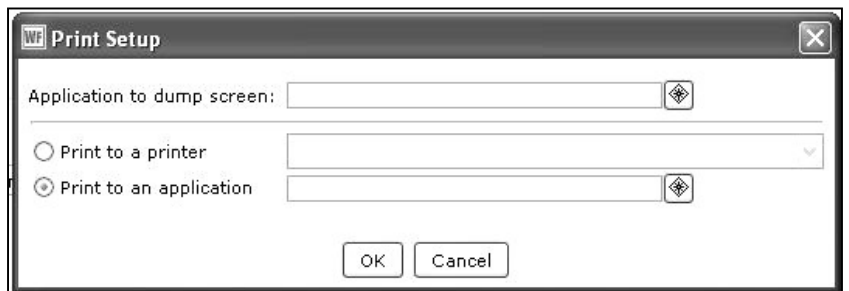 WF Print Setup
Application to dump screen:
Print to a printer
Print to an application
OK Cancel